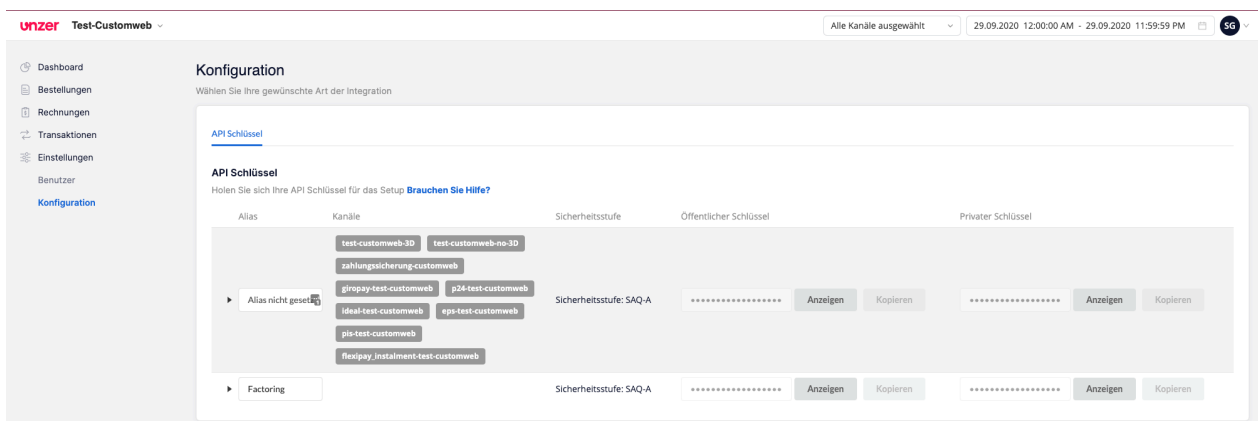 unzer Test-Customweb Alle Kanäle ausgewählt 29.09.2020 12:00:00 AM - 29.09.2020 11:59:59 PM SG
Dashboard
Bestellungen
Rechnungen
Transaktionen
Einstellungen
Benutzer
Konfiguration
Konfiguration
Wählen Sie Ihre gewünschte Art der Integration
API Schlüssel
API Schlüssel
Holen Sie sich Ihre API Schlüssel für das Setup Brauchen Sie Hilfe?
Alias Kanäle Sicherheitsstufe Öffentlicher Schlüssel Privater Schlüssel
test-customweb-3D test-customweb-no-3D
zahlungssicherung-customweb
giropay-test-customweb p24-test-customweb
Alias nicht geset Sicherheitsstufe: SAQ-A Anzeigen Kopieren Anzeigen Kopieren
ideal-test-customweb eps-test-customweb
pis-test-customweb
flexipay_instalment-test-customweb
Factoring Sicherheitsstufe: SAQ-A Anzeigen Kopieren Anzeigen Kopieren